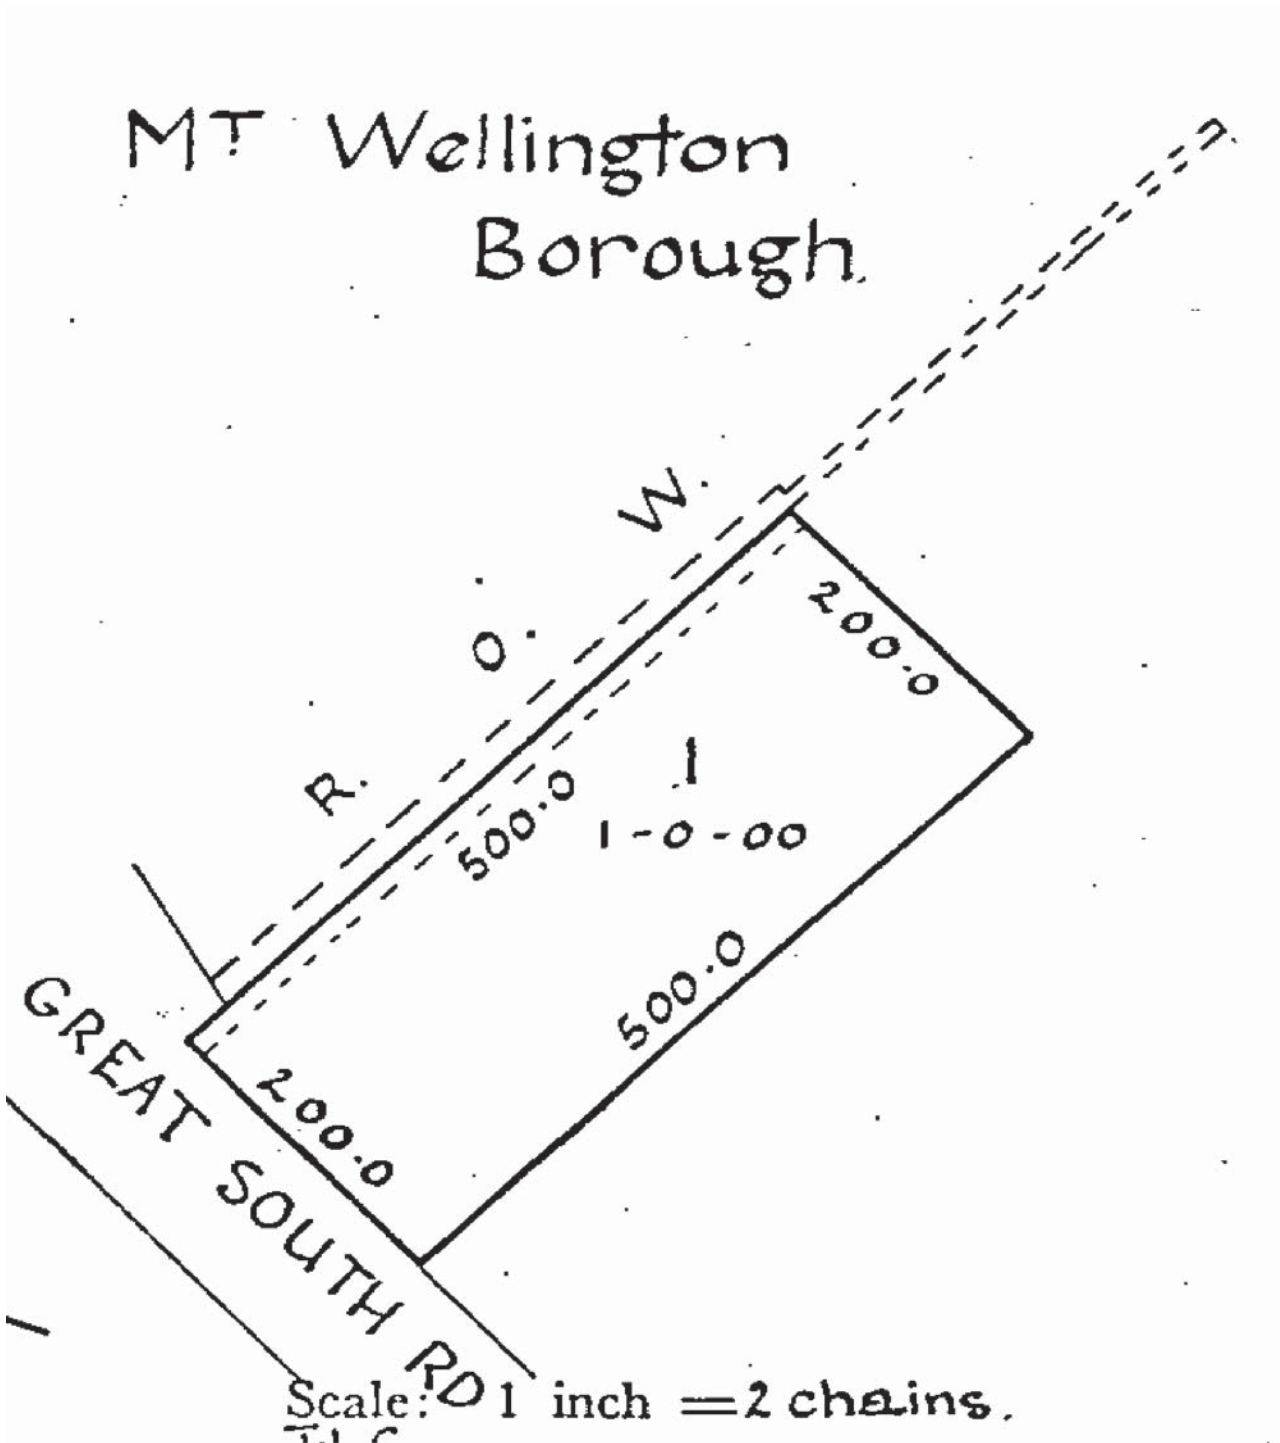 MT Wellington
Borough
R. O. W.
200.0
500.0
1
1-0-00
500.0
200.0
GREAT SOUTH RD
Scale: 1 inch = 2 chains.